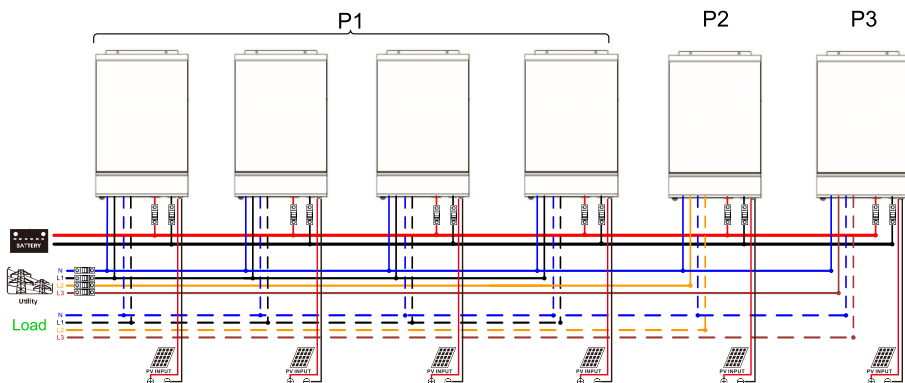 P1
P2
P3
BATTERY
N
L1
L2
L3
Utility
Load
N
L1
L2
L3
PV INPUT
PV INPUT
PV INPUT
PV INPUT
PV INPUT
PV INPUT